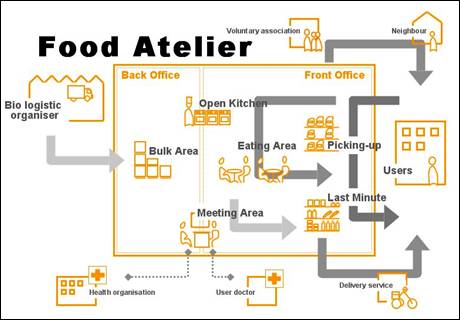 Food Atelier
Voluntary association
Neighbour
Back Office
Front Office
Bio logistic
organiser
Open Kitchen
Bulk Area
Eating Area
Picking-up
Users
Meeting Area
Last Minute
Health organisation
User doctor
Delivery service